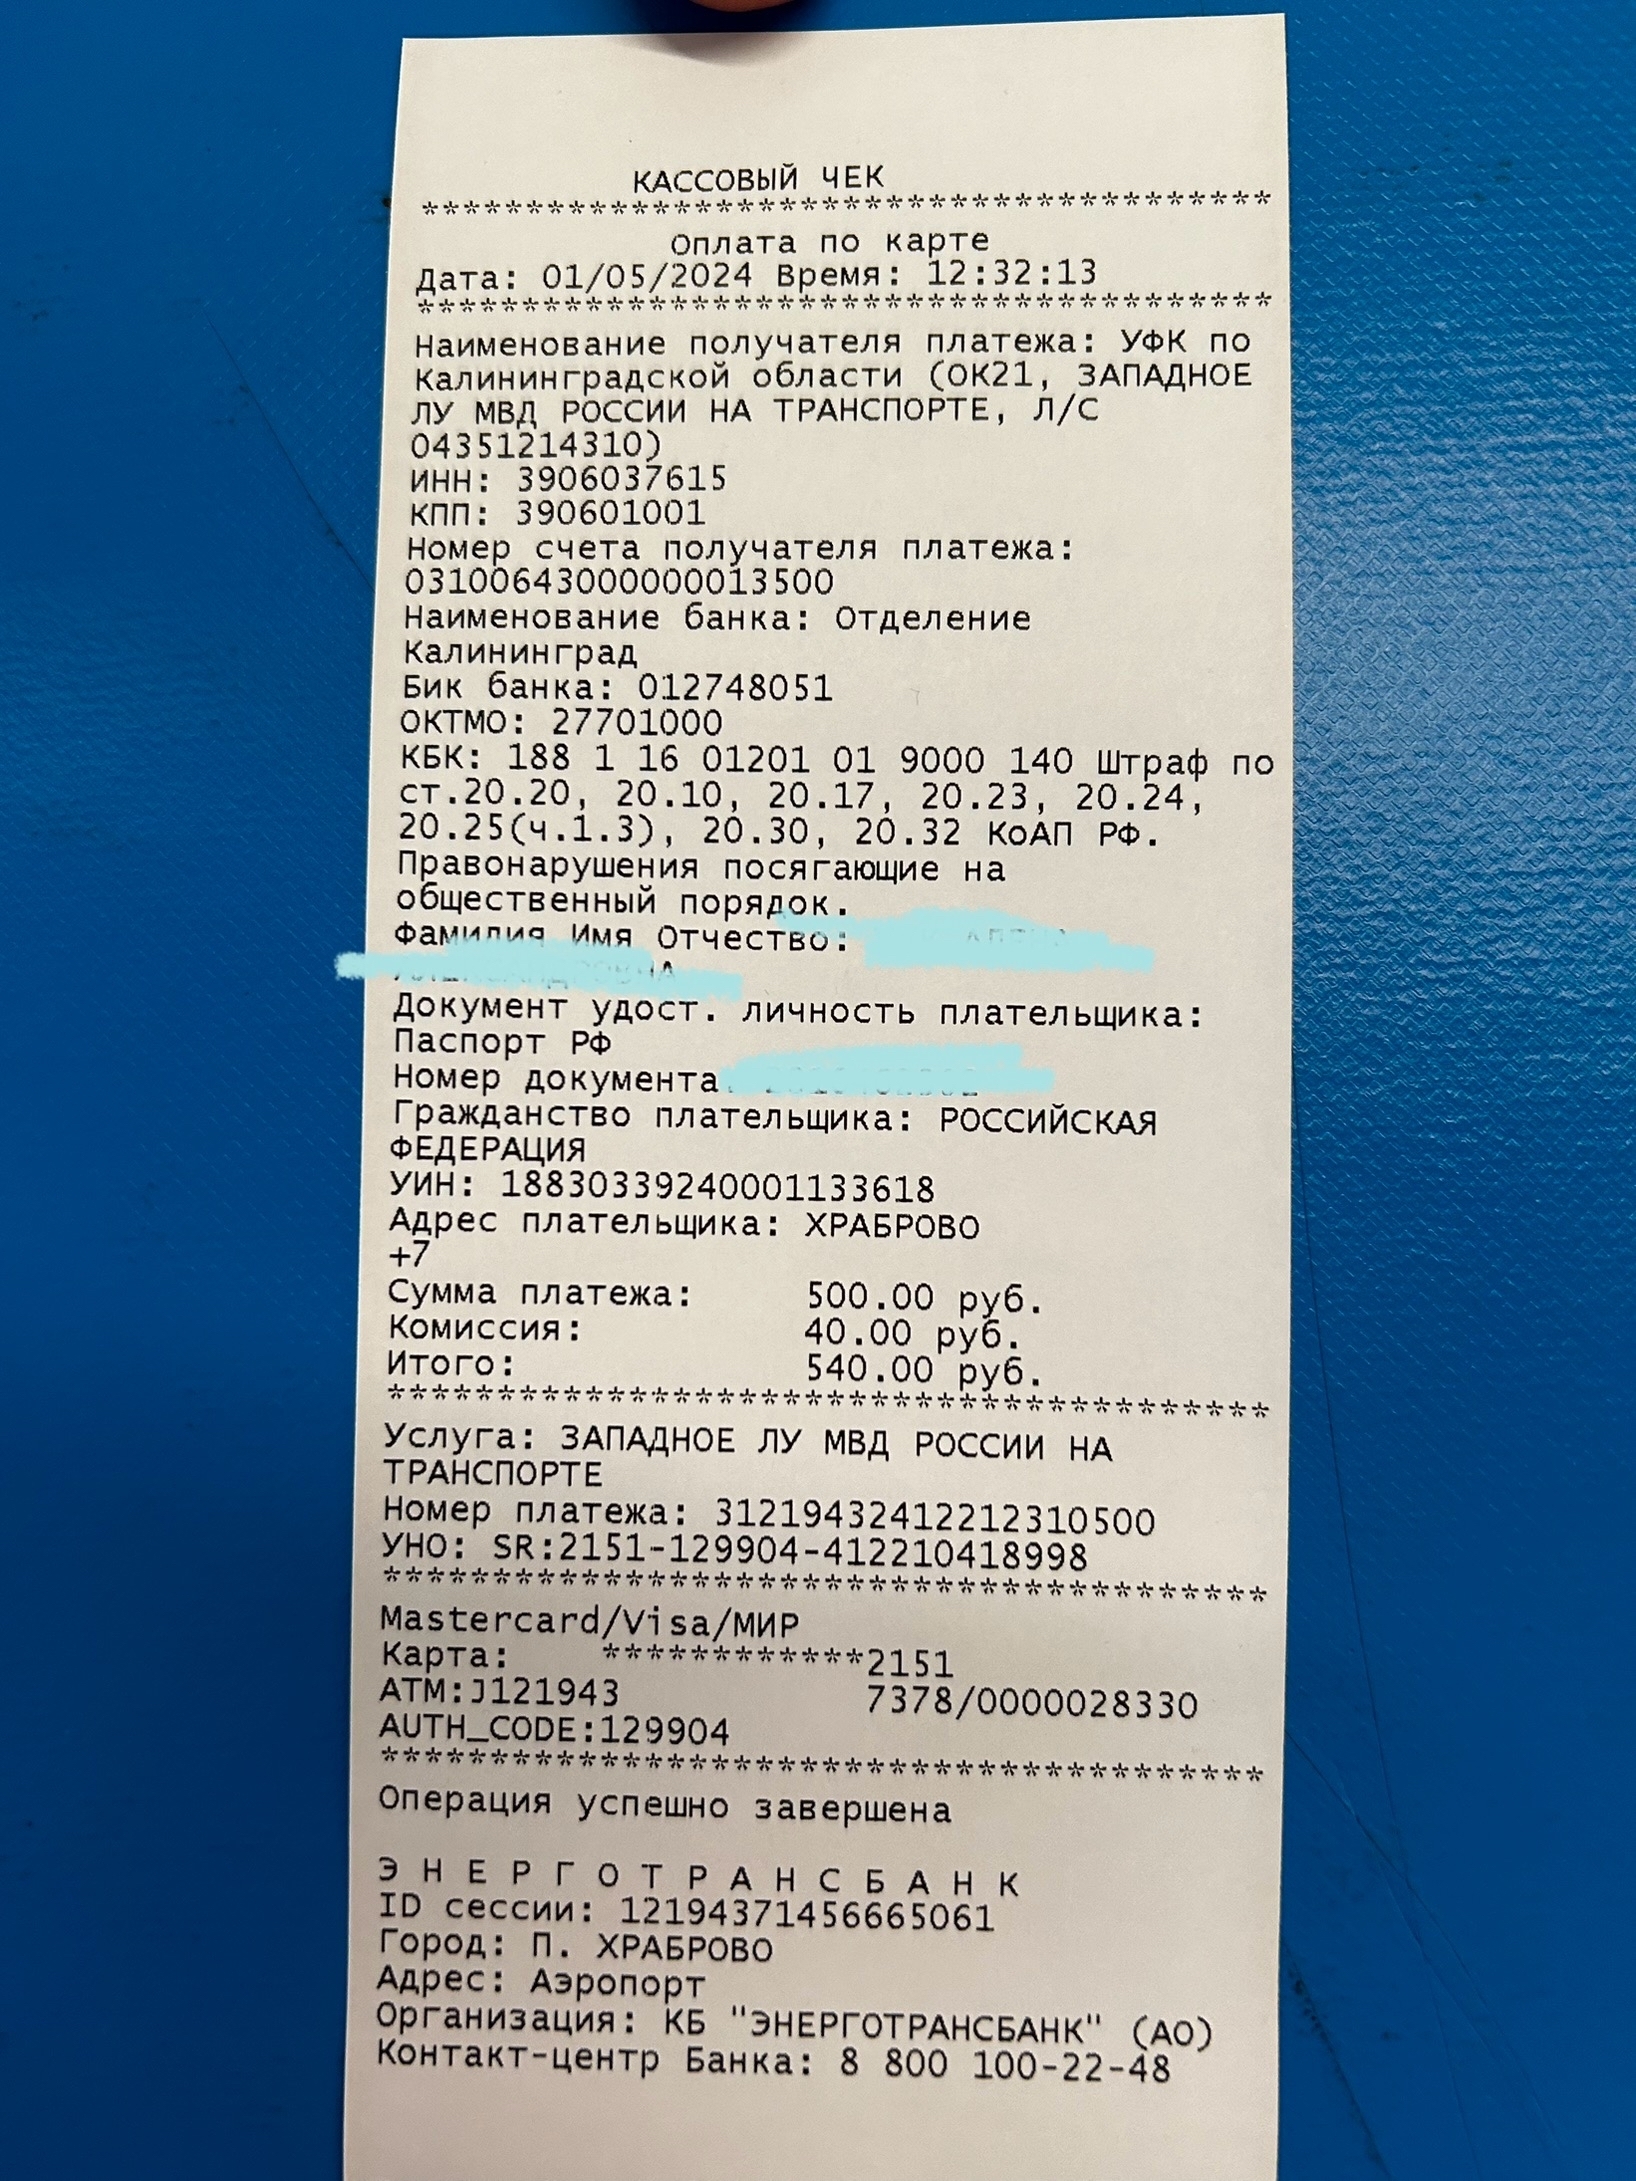 КАССОВЫЙ ЧЕК
****************************************
Оплата по карте
Дата: 01/05/2024 Время: 12:32:13
****************************************
Наименование получателя платежа: УФК по
Калининградской области (ОК21, ЗАПАДНОЕ
ЛУ МВД РОССИИ НА ТРАНСПОРТЕ, Л/С
04351214310)
ИНН: 3906037615
КПП: 390601001
Номер счета получателя платежа:
03100643000000013500
Наименование банка: Отделение
Калининград
Бик банка: 012748051
ОКТМО: 27701000
КБК: 188 1 16 01201 01 9000 140 Штраф по
ст.20.20, 20.10, 20.17, 20.23, 20.24,
20.25(ч.1.3), 20.30, 20.32 КоАП РФ.
Правонарушения посягающие на
общественный порядок.
Фамилия Имя Отчество:
Документ удост. личность плательщика:
Паспорт РФ
Номер документа
Гражданство плательщика: РОССИЙСКАЯ
ФЕДЕРАЦИЯ
УИН: 18830339240001133618
Адрес плательщика: ХРАБРОВО
+7
Сумма платежа: 500.00 руб.
Комиссия: 40.00 руб.
Итого: 540.00 руб.
****************************************
Услуга: ЗАПАДНОЕ ЛУ МВД РОССИИ НА
ТРАНСПОРТЕ
Номер платежа: 31219432412212310500
УНО: SR:2151-129904-412210418998
****************************************
Mastercard/Visa/МИР
Карта: ************2151
ATM:J121943 7378/0000028330
AUTH_CODE:129904
****************************************
Операция успешно завершена
Э Н Е Р Г О Т Р А Н С Б А Н К
ID сессии: 12194371456665061
Город: П. ХРАБРОВО
Адрес: Аэропорт
Организация: КБ "ЭНЕРГОТРАНСБАНК" (АО)
Контакт-центр Банка: 8 800 100-22-48